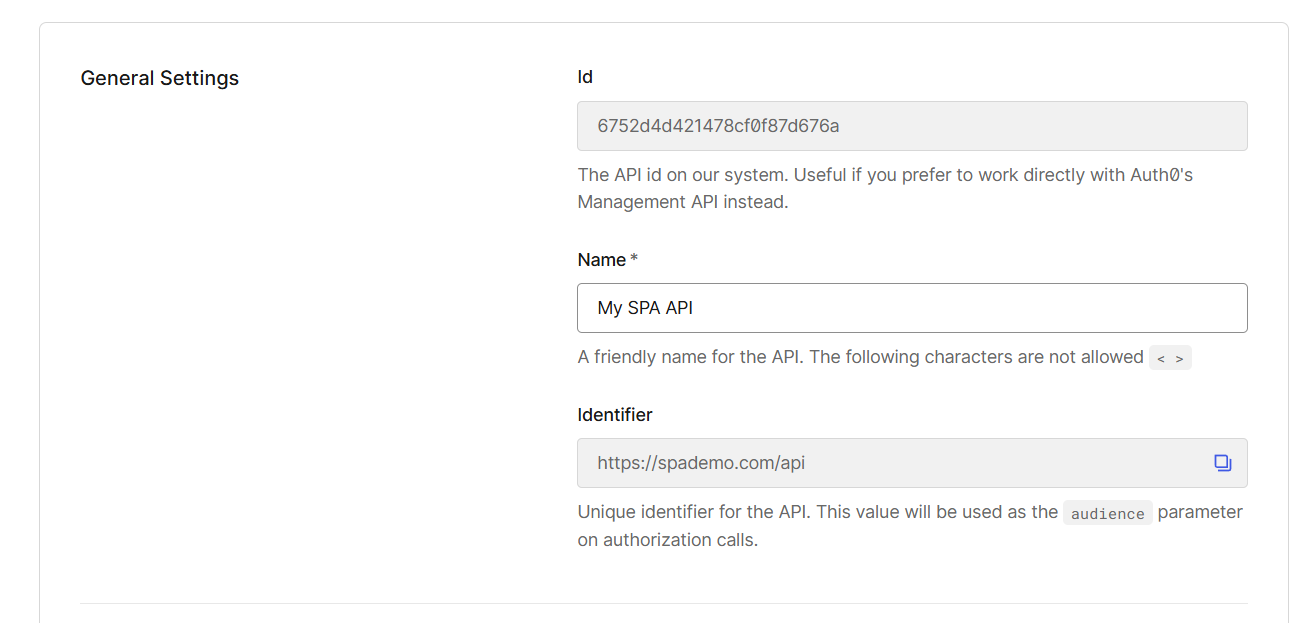 General Settings
Id
6752d4d421478cf0f87d676a
The API id on our system. Useful if you prefer to work directly with Auth0's
Management API instead.
Name *
My SPA API
A friendly name for the API. The following characters are not allowed < >
Identifier
https://spademo.com/api
Unique identifier for the API. This value will be used as the audience parameter
on authorization calls.